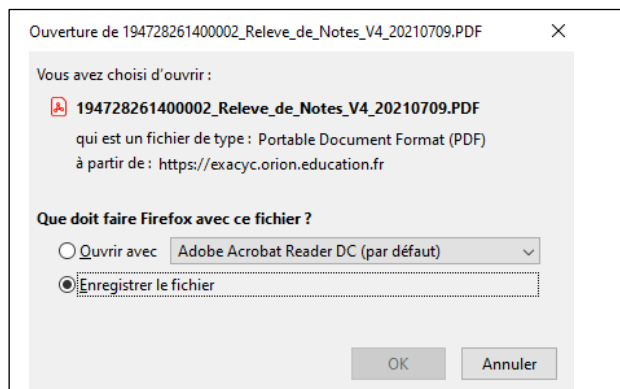 Ouverture de 194728261400002_Releve_de_Notes_V4_20210709.PDF
Vous avez choisi d'ouvrir :
194728261400002_Releve_de_Notes_V4_20210709.PDF
qui est un fichier de type : Portable Document Format (PDF)
à partir de : https://exacyc.orion.education.fr
Que doit faire Firefox avec ce fichier ?
Ouvrir avec Adobe Acrobat Reader DC (par défaut)
Enregistrer le fichier
OK Annuler